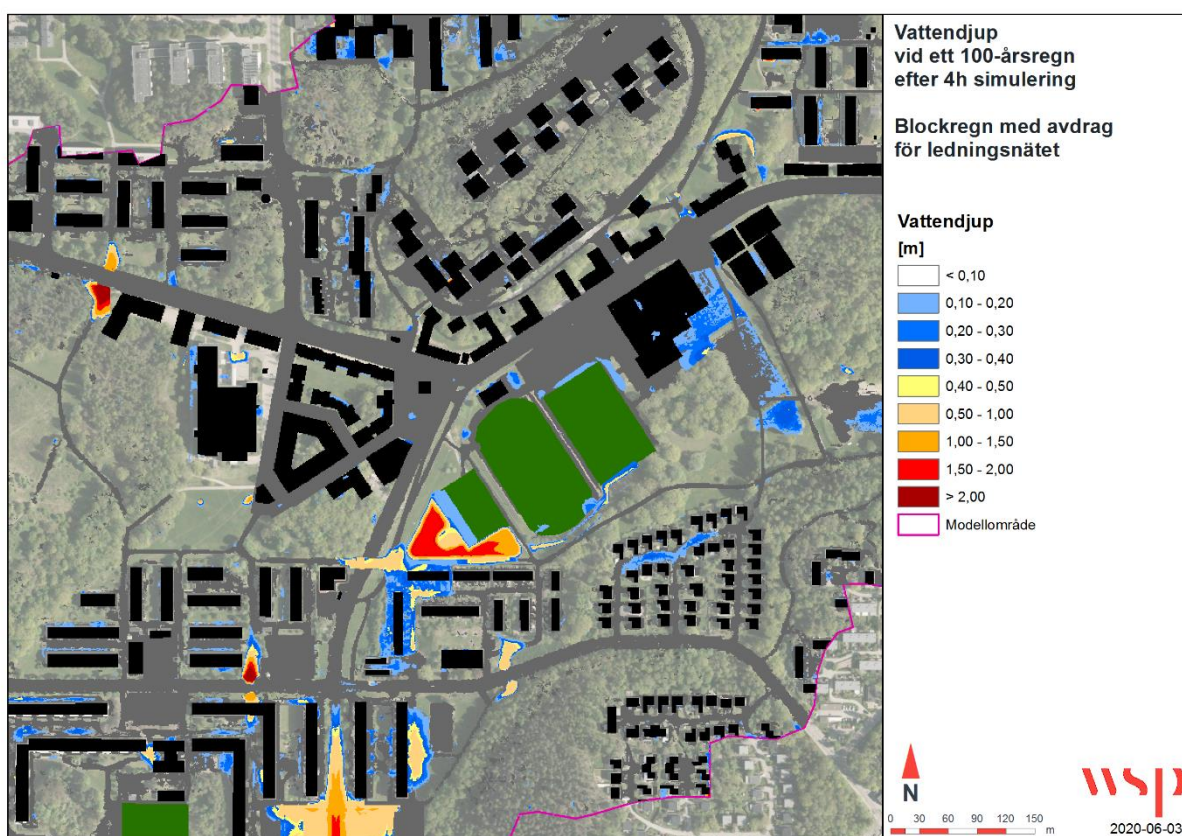 Vattendjup
vid ett 100-årsregn
efter 4h simulering
Blockregn med avdrag
för ledningsnätet
Vattendjup
[m]
< 0,10
0,10 - 0,20
0,20 - 0,30
0,30 - 0,40
0,40 - 0,50
0,50 - 1,00
1,00 - 1,50
1,50 - 2,00
> 2,00
Modellområde
N
wsp
0 30 60 90 120 150
m
2020-06-03